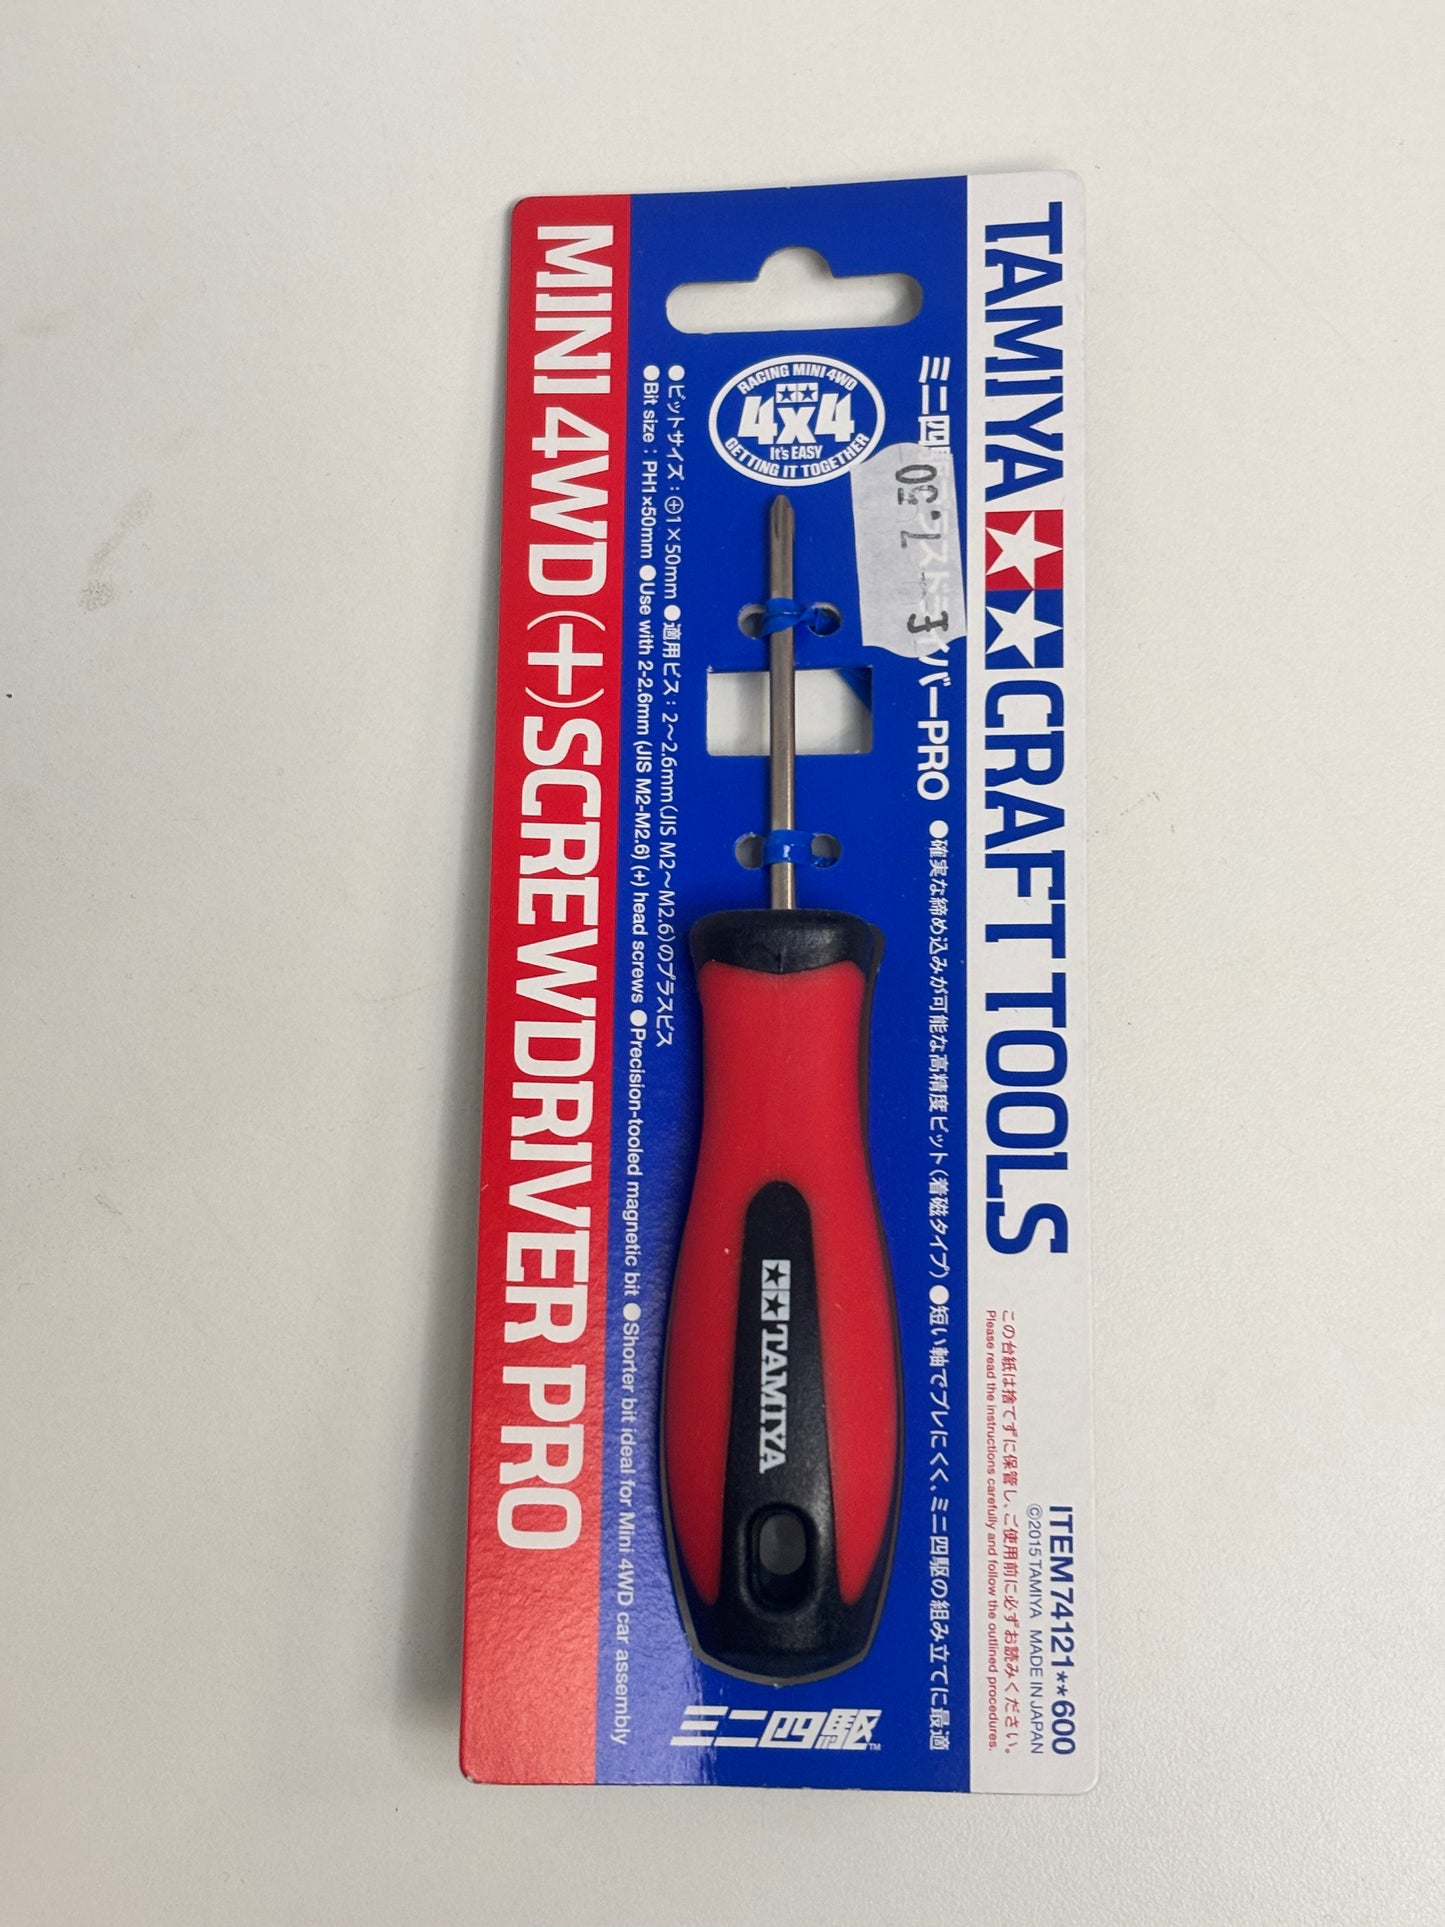 TAMIYA CRAFT TOOLS
この台紙は捨てずに保管し、ご使用前に必ずお読みください。
Please read the instructions carefully and follow the outlined procedures.
ITEM 74121**600
©2015 TAMIYA MADE IN JAPAN
ミニ四駆 ドライバーPRO
●確実な締め込みが可能な高精度ビット(着磁タイプ) ●短い軸でブレにくく、ミニ四駆の組み立てに最適
7.50
RACING MINI 4WD
4x4
It's EASY
GETTING IT TOGETHER
TAMIYA
ミニ四駆™
●ビットサイズ:⊕1×50mm ●適用ビス:2〜2.6mm(JIS M2〜M2.6)のプラスビス
●Bit size : PH1×50mm ●Use with 2-2.6mm (JIS M2-M2.6) (+) head screws ●Precision-tooled magnetic bit ●Shorter bit ideal for Mini 4WD car assembly
MINI 4WD (+)SCREWDRIVER PRO